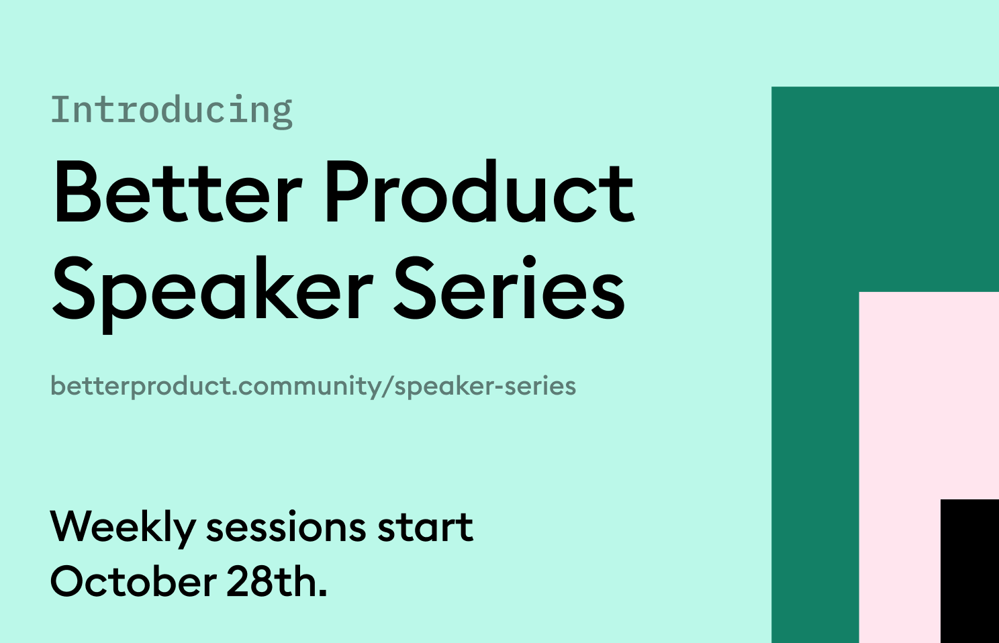 Introducing
Better Product
Speaker Series
betterproduct.community/speaker-series
Weekly sessions start
October 28th.